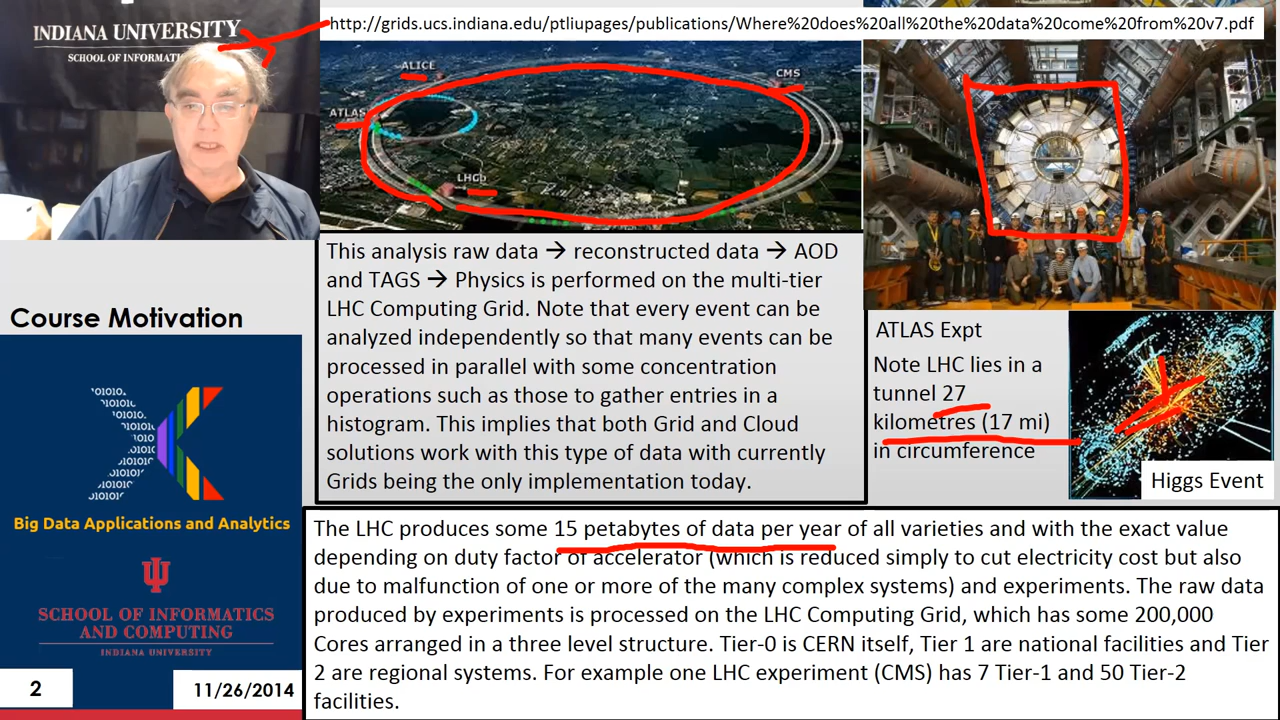 INDIANA UNIVERSITY
http://grids.ucs.indiana.edu/ptliupages/publications/Where%20does%20all%20the%20data%20come%20from%20v7.pdf
ALICE
CMS
ATLAS
LHCb
This analysis raw data → reconstructed data → AOD
and TAGS → Physics is performed on the multi-tier
LHC Computing Grid. Note that every event can be
analyzed independently so that many events can be
processed in parallel with some concentration
operations such as those to gather entries in a
histogram. This implies that both Grid and Cloud
solutions work with this type of data with currently
Grids being the only implementation today.
ATLAS Expt
Note LHC lies in a
tunnel 27
kilometres (17 mi)
in circumference
Higgs Event
Course Motivation
Big Data Applications and Analytics
SCHOOL OF INFORMATICS
AND COMPUTING
INDIANA UNIVERSITY
2
11/26/2014
The LHC produces some 15 petabytes of data per year of all varieties and with the exact value
depending on duty factor of accelerator (which is reduced simply to cut electricity cost but also
due to malfunction of one or more of the many complex systems) and experiments. The raw data
produced by experiments is processed on the LHC Computing Grid, which has some 200,000
Cores arranged in a three level structure. Tier-0 is CERN itself, Tier 1 are national facilities and Tier
2 are regional systems. For example one LHC experiment (CMS) has 7 Tier-1 and 50 Tier-2
facilities.